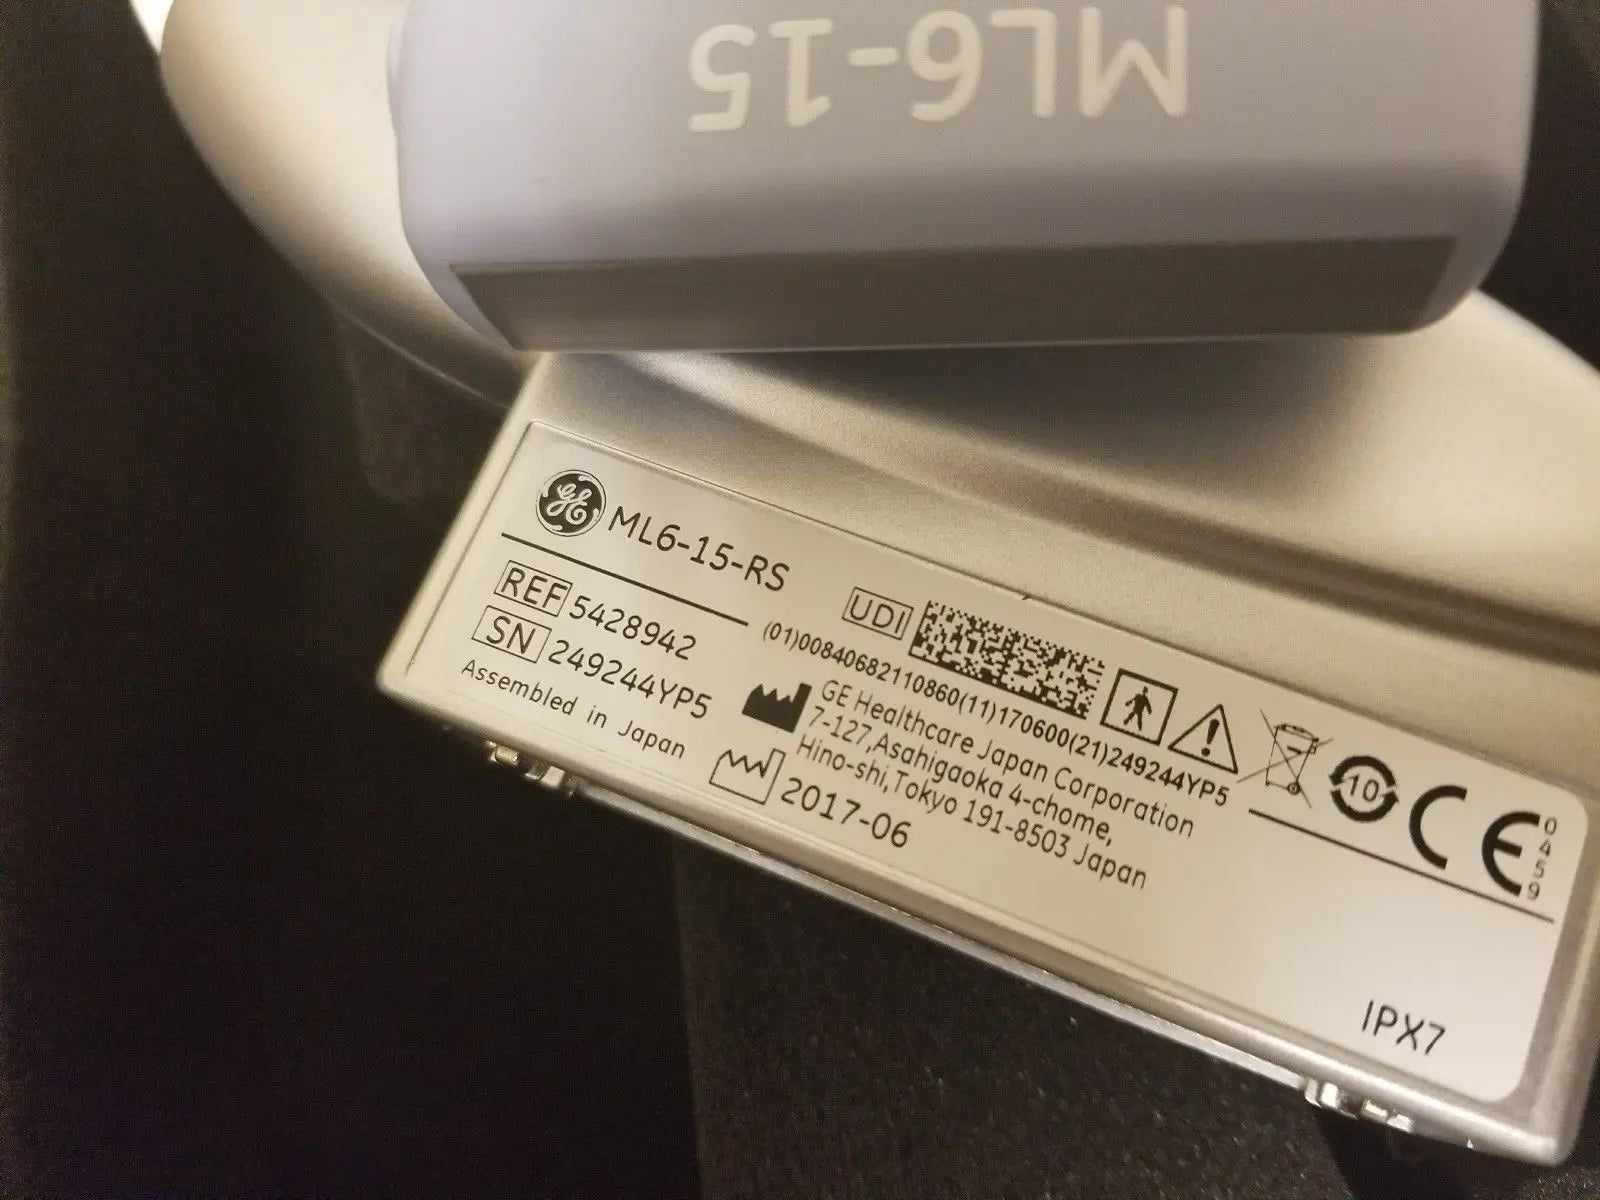 ML6-15
GE ML6-15-RS
REF 5428942
SN 249244YP5
Assembled in Japan
UDI
(01)00840682110860(11)170600(21)249244YP5
GE Healthcare Japan Corporation
7-127,Asahigaoka 4-chome,
Hino-shi,Tokyo 191-8503 Japan
2017-06
10
CE
0459
IPX7